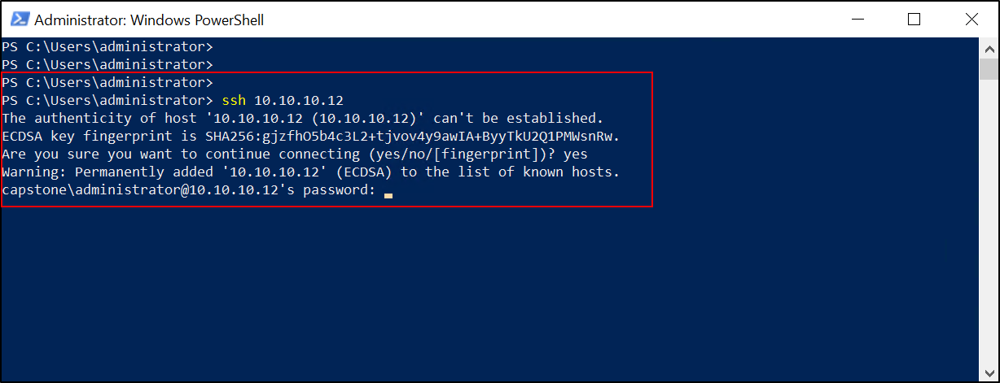 Administrator: Windows PowerShell
PS C:\Users\administrator>
PS C:\Users\administrator>
PS C:\Users\administrator>
PS C:\Users\administrator> ssh 10.10.10.12
The authenticity of host '10.10.10.12 (10.10.10.12)' can't be established.
ECDSA key fingerprint is SHA256:gjzfhO5b4c3L2+tjvov4y9awIA+ByyTkU2Q1PMWsnRw.
Are you sure you want to continue connecting (yes/no/[fingerprint])? yes
Warning: Permanently added '10.10.10.12' (ECDSA) to the list of known hosts.
capstone\administrator@10.10.10.12's password: